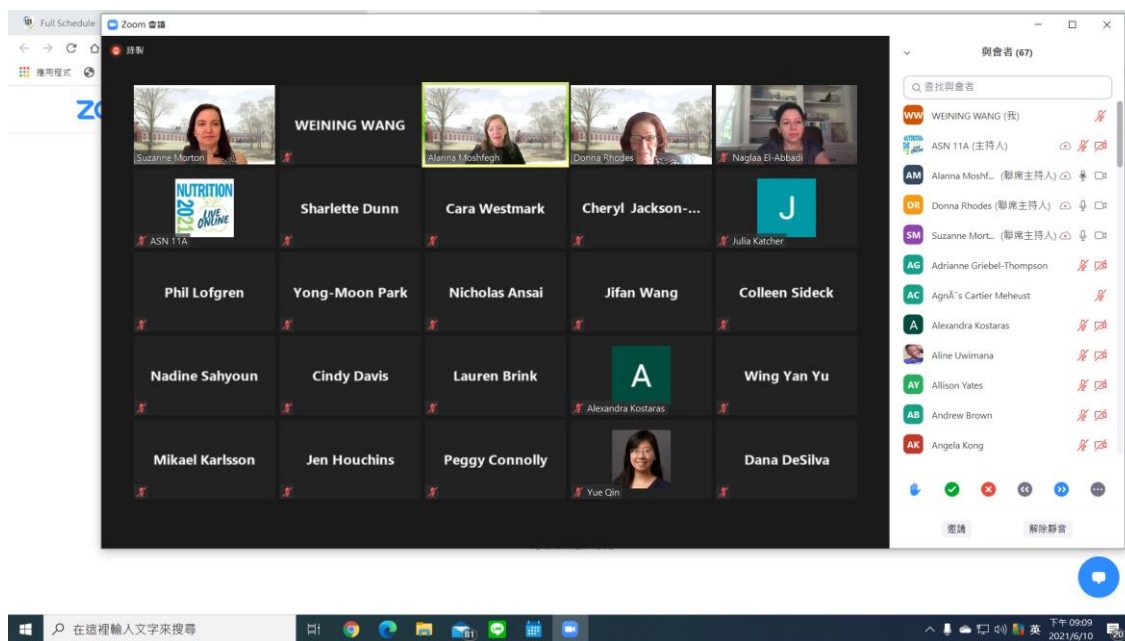 Full Schedule
Zoom 會議
應用程式
錄製
Suzanne Morton
WEINING WANG
Alanna Moshfegh
Donna Rhodes
Naglaa El-Abbadi
NUTRITION
2021
LIVE
ONLINE
ASN 11A
Sharlette Dunn
Cara Westmark
Cheryl Jackson-...
J
Julia Katcher
Phil Lofgren
Yong-Moon Park
Nicholas Ansai
Jifan Wang
Colleen Sideck
Nadine Sahyoun
Cindy Davis
Lauren Brink
A
Alexandra Kostaras
Wing Yan Yu
Mikael Karlsson
Jen Houchins
Peggy Connolly
Yue Qin
Dana DeSilva
與會者 (67)
查找與會者
WW WEINING WANG (我)
ASN 11A (主持人)
AM Alanna Moshf... (聯席主持人)
DR Donna Rhodes (聯席主持人)
SM Suzanne Mort... (聯席主持人)
AG Adrianne Griebel-Thompson
AC AgnÃ¨s Cartier Meheust
A Alexandra Kostaras
Aline Uwimana
AY Allison Yates
AB Andrew Brown
AK Angela Kong
邀請
解除靜音
在這裡輸入文字來搜尋
81
英
下午 09:09
2021/6/10
20